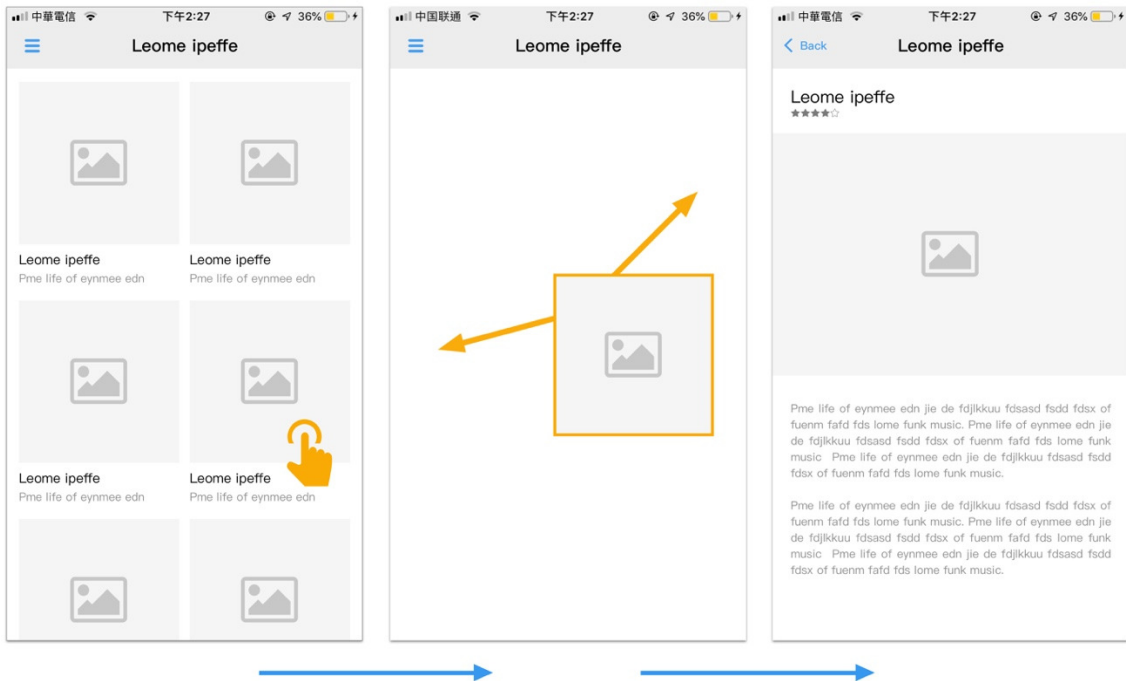 中華電信 下午2:27 36%
Leome ipeffe
Leome ipeffe
Pme life of eynmee edn
Leome ipeffe
Pme life of eynmee edn
Leome ipeffe
Pme life of eynmee edn
Leome ipeffe
Pme life of eynmee edn
中国联通 下午2:27 36%
Leome ipeffe
中華電信 下午2:27 36%
Back Leome ipeffe
Leome ipeffe
★★★★☆
Pme life of eynmee edn jie de fdjlkkuu fdsasd fsdd fdsx of
fuenm fafd fds lome funk music. Pme life of eynmee edn jie
de fdjlkkuu fdsasd fsdd fdsx of fuenm fafd fds lome funk
music Pme life of eynmee edn jie de fdjlkkuu fdsasd fsdd
fdsx of fuenm fafd fds lome funk music.
Pme life of eynmee edn jie de fdjlkkuu fdsasd fsdd fdsx of
fuenm fafd fds lome funk music. Pme life of eynmee edn jie
de fdjlkkuu fdsasd fsdd fdsx of fuenm fafd fds lome funk
music Pme life of eynmee edn jie de fdjlkkuu fdsasd fsdd
fdsx of fuenm fafd fds lome funk music.